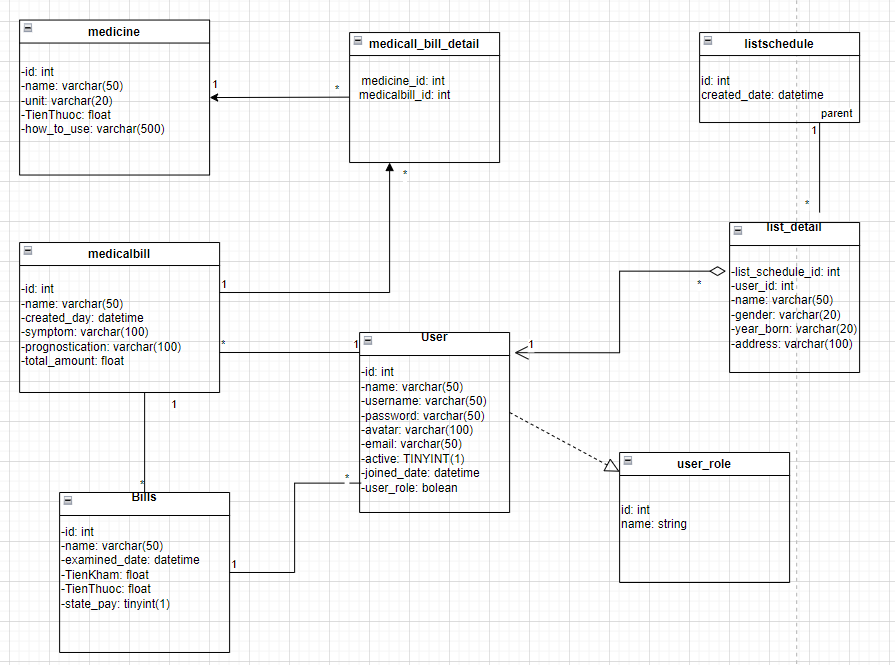 medicine
-id: int
-name: varchar(50)
-unit: varchar(20)
-TienThuoc: float
-how_to_use: varchar(500)
1
*
medicall_bill_detail
medicine_id: int
medicalbill_id: int
*
listschedule
id: int
created_date: datetime
parent
1
*
list_detail
-list_schedule_id: int
-user_id: int
-name: varchar(50)
-gender: varchar(20)
-year_born: varchar(20)
-address: varchar(100)
*
1
medicalbill
-id: int
-name: varchar(50)
-created_day: datetime
-symptom: varchar(100)
-prognostication: varchar(100)
-total_amount: float
1
*
1
1
*
User
-id: int
-name: varchar(50)
-username: varchar(50)
-password: varchar(50)
-avatar: varchar(100)
-email: varchar(50)
-active: TINYINT(1)
-joined_date: datetime
-user_role: bolean
*
1
user_role
id: int
name: string
Bills
-id: int
-name: varchar(50)
-examined_date: datetime
-TienKham: float
-TienThuoc: float
-state_pay: tinyint(1)